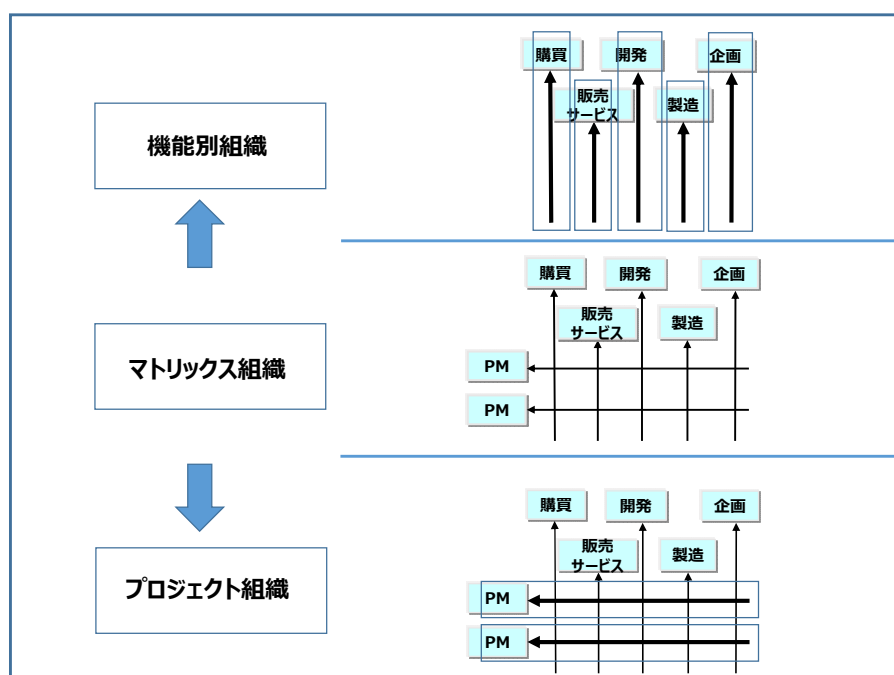 購買
開発
企画
販売
サービス
製造
機能別組織
購買
開発
企画
販売
サービス
製造
マトリックス組織
PM
PM
購買
開発
企画
販売
サービス
製造
プロジェクト組織
PM
PM